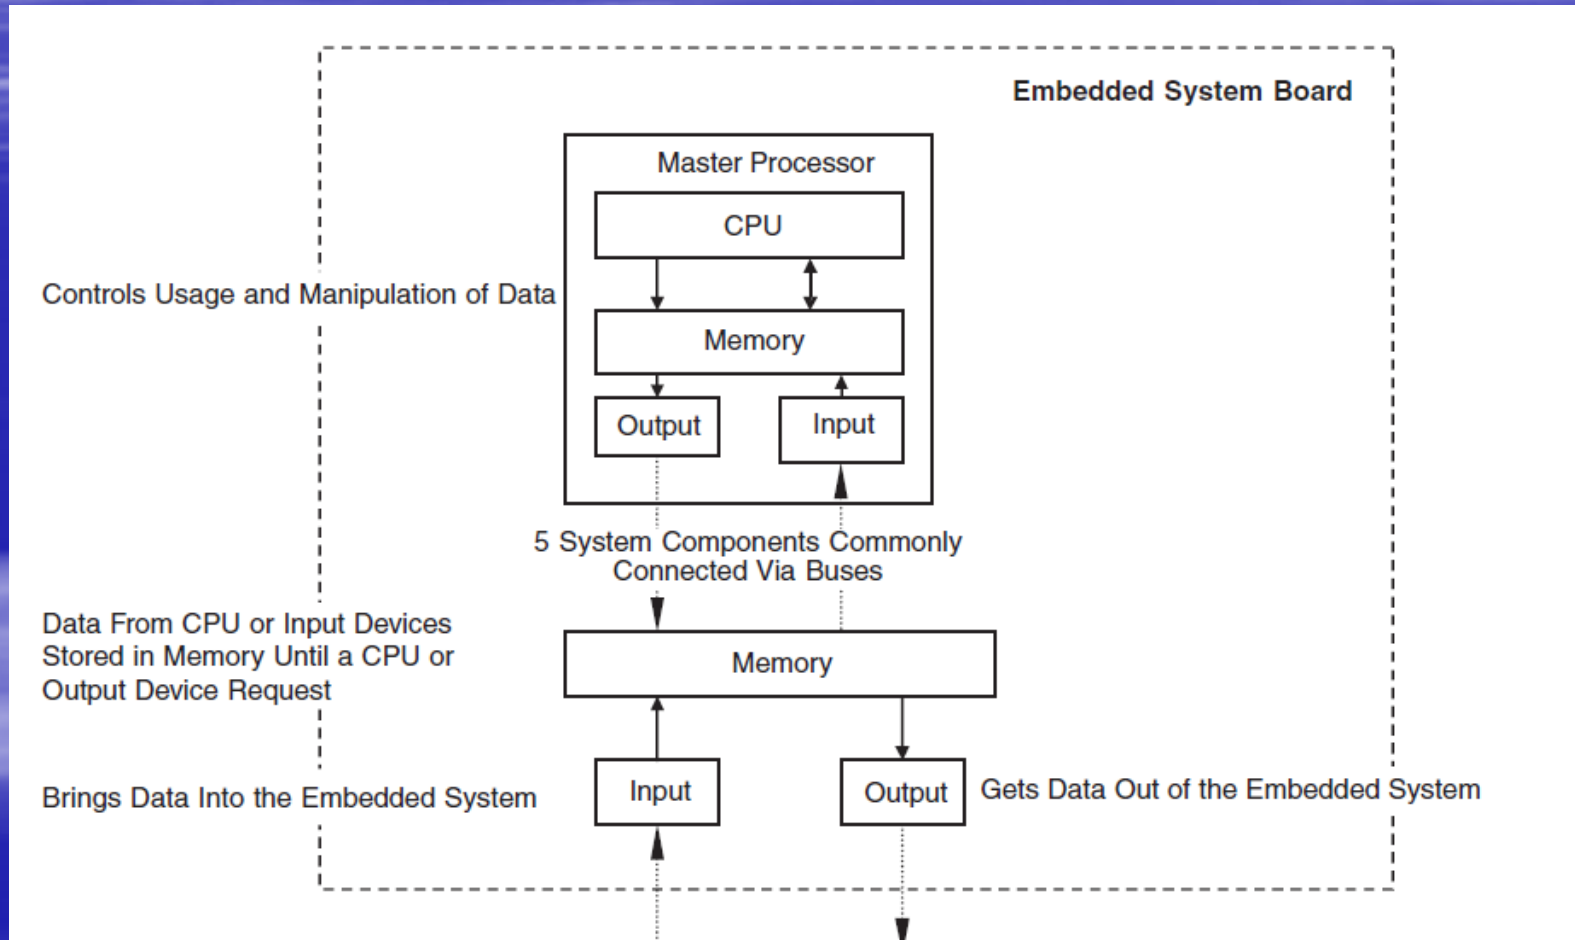 Embedded System Board
Master Processor
CPU
Controls Usage and Manipulation of Data
Memory
Output
Input
5 System Components Commonly
Connected Via Buses
Data From CPU or Input Devices
Stored in Memory Until a CPU or
Output Device Request
Memory
Brings Data Into the Embedded System
Input
Output
Gets Data Out of the Embedded System